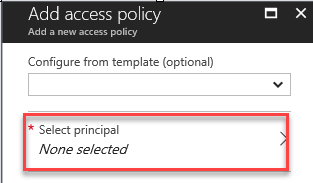 Add access policy
Add a new access policy
Configure from template (optional)
* Select principal
None selected